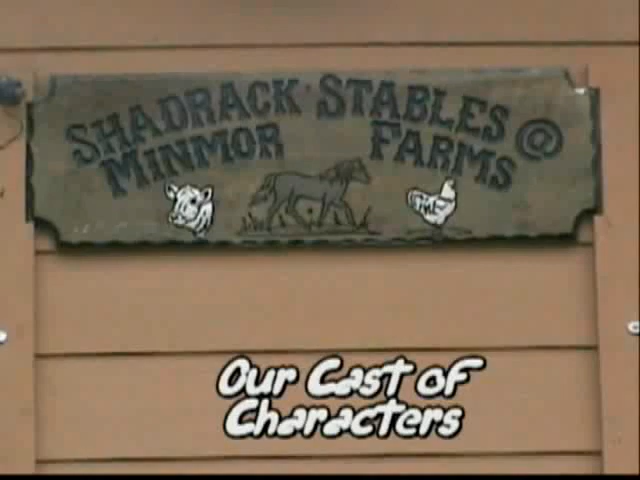 SHADRACK STABLES @
MINMOR FARMS
Our Cast of
Characters